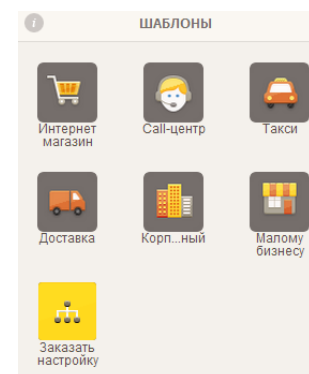 ШАБЛОНЫ
Интернет
магазин
Call-центр
Такси
Доставка
Корп...ный
Малому
бизнесу
Заказать
настройку